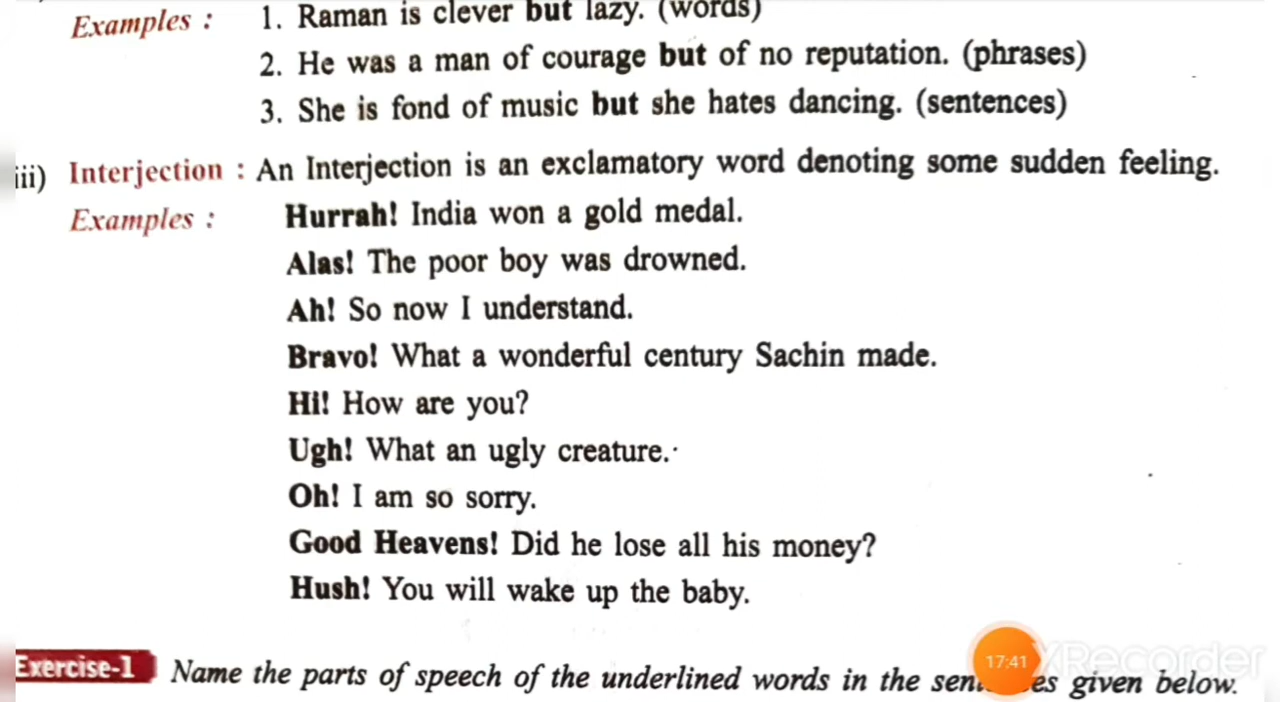 Examples : 1. Raman is clever but lazy. (words)
2. He was a man of courage but of no reputation. (phrases)
3. She is fond of music but she hates dancing. (sentences)
iii) Interjection : An Interjection is an exclamatory word denoting some sudden feeling.
Examples : Hurrah! India won a gold medal.
Alas! The poor boy was drowned.
Ah! So now I understand.
Bravo! What a wonderful century Sachin made.
Hi! How are you?
Ugh! What an ugly creature.
Oh! I am so sorry.
Good Heavens! Did he lose all his money?
Hush! You will wake up the baby.
Exercise-1 Name the parts of speech of the underlined words in the given below.
17:41
XRecorder